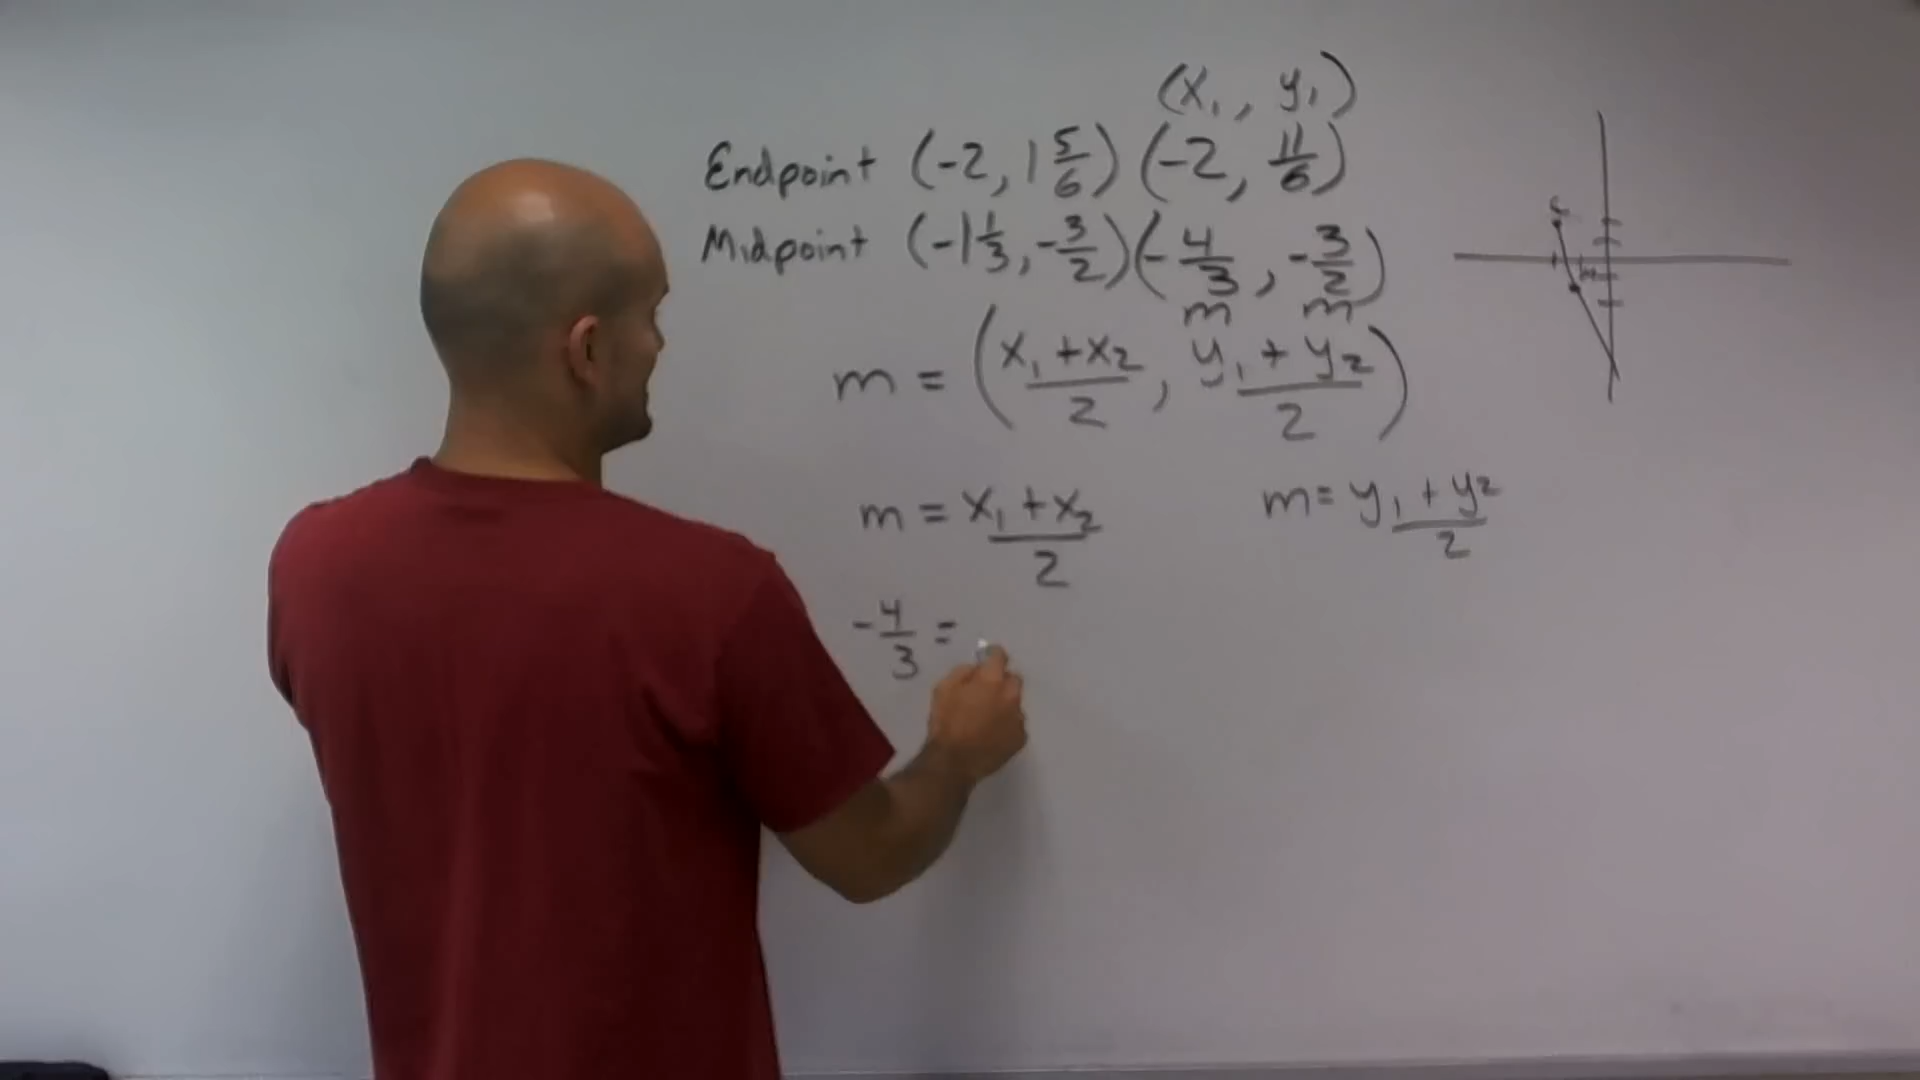 (x₁, y₁)
Endpoint (-2, 1 5/6) (-2, 11/6)
Midpoint (-1 1/3, -3/2) (-4/3, -3/2)
m m
m = (x₁ + x₂ / 2, y₁ + y₂ / 2)
m = x₁ + x₂ / 2 m = y₁ + y₂ / 2
-4/3 =